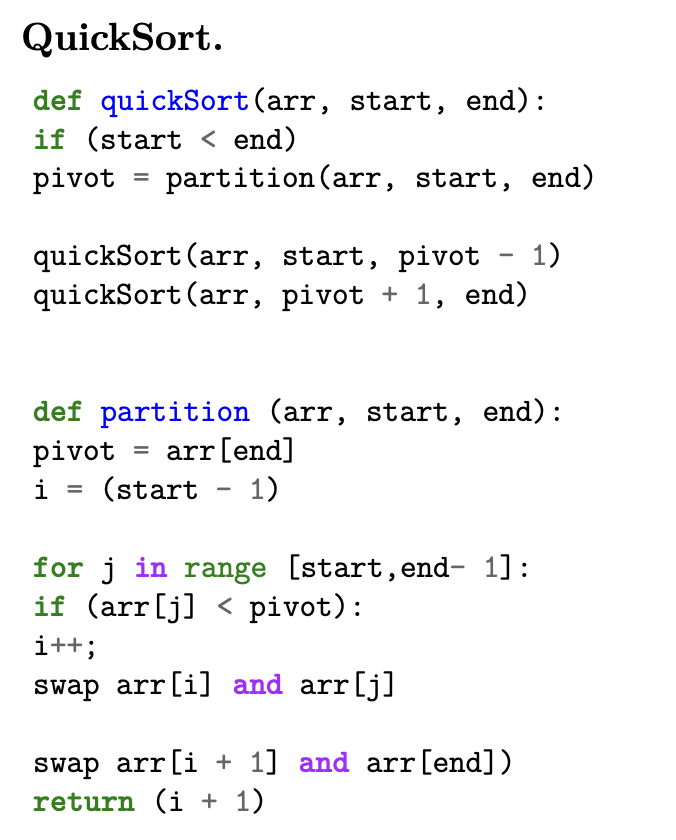 QuickSort.
def quickSort(arr, start, end):
if (start < end)
pivot = partition(arr, start, end)
quickSort(arr, start, pivot - 1)
quickSort(arr, pivot + 1, end)
def partition (arr, start, end):
pivot = arr[end]
i = (start - 1)
for j in range [start,end- 1]:
if (arr[j] < pivot):
i++;
swap arr[i] and arr[j]
swap arr[i + 1] and arr[end])
return (i + 1)